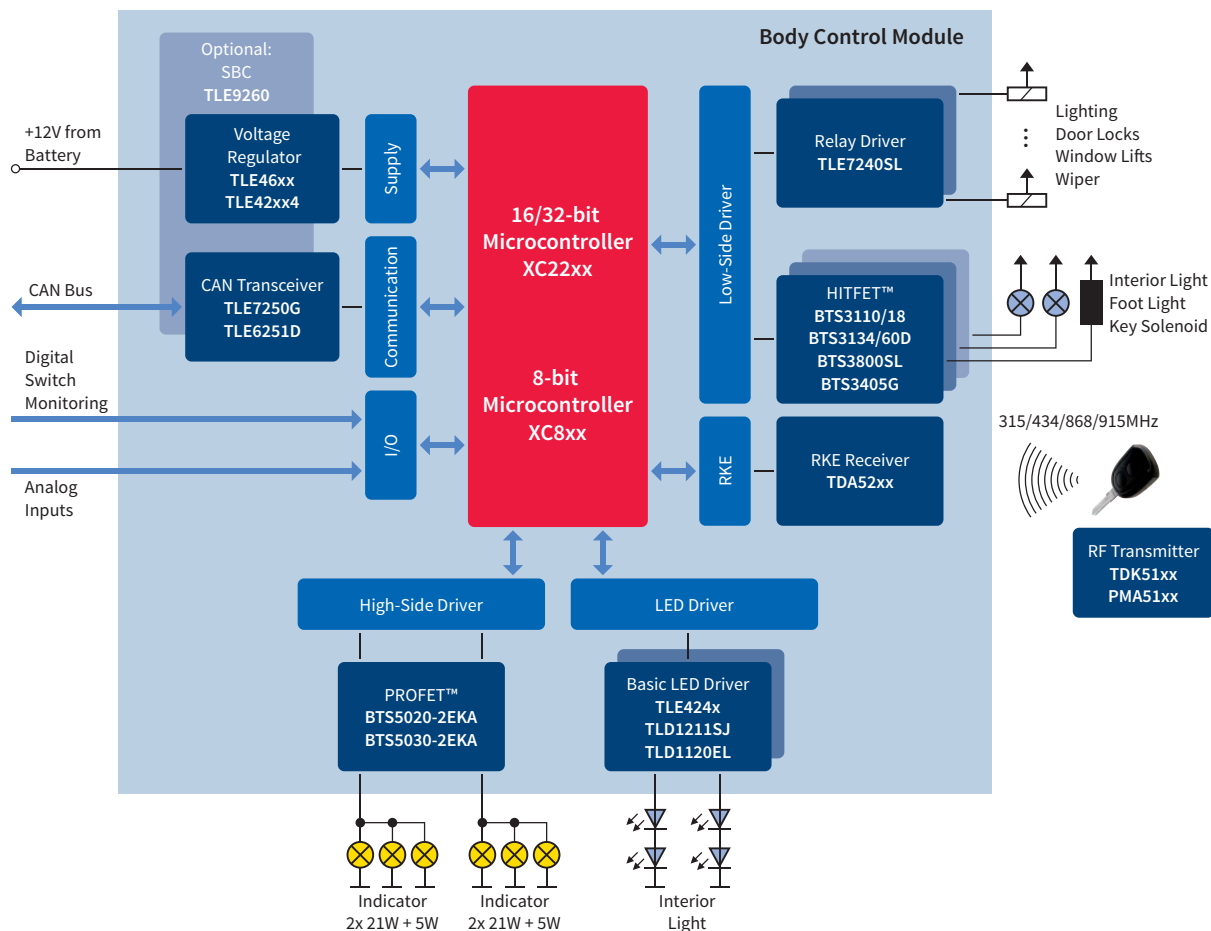 Body Control Module
Optional:
SBC
TLE9260
+12V from
Battery
Voltage
Regulator
TLE46xx
TLE42xx4
Supply
CAN Bus
CAN Transceiver
TLE7250G
TLE6251D
Communication
Digital
Switch
Monitoring
Analog
Inputs
I/O
16/32-bit
Microcontroller
XC22xx
8-bit
Microcontroller
XC8xx
Low-Side Driver
Relay Driver
TLE7240SL
Lighting
Door Locks
Window Lifts
Wiper
HITFET™
BTS3110/18
BTS3134/60D
BTS3800SL
BTS3405G
Interior Light
Foot Light
Key Solenoid
RKE
RKE Receiver
TDA52xx
315/434/868/915MHz
RF Transmitter
TDK51xx
PMA51xx
High-Side Driver
LED Driver
PROFET™
BTS5020-2EKA
BTS5030-2EKA
Basic LED Driver
TLE424x
TLD1211SJ
TLD1120EL
Indicator
2x 21W + 5W
Indicator
2x 21W + 5W
Interior
Light